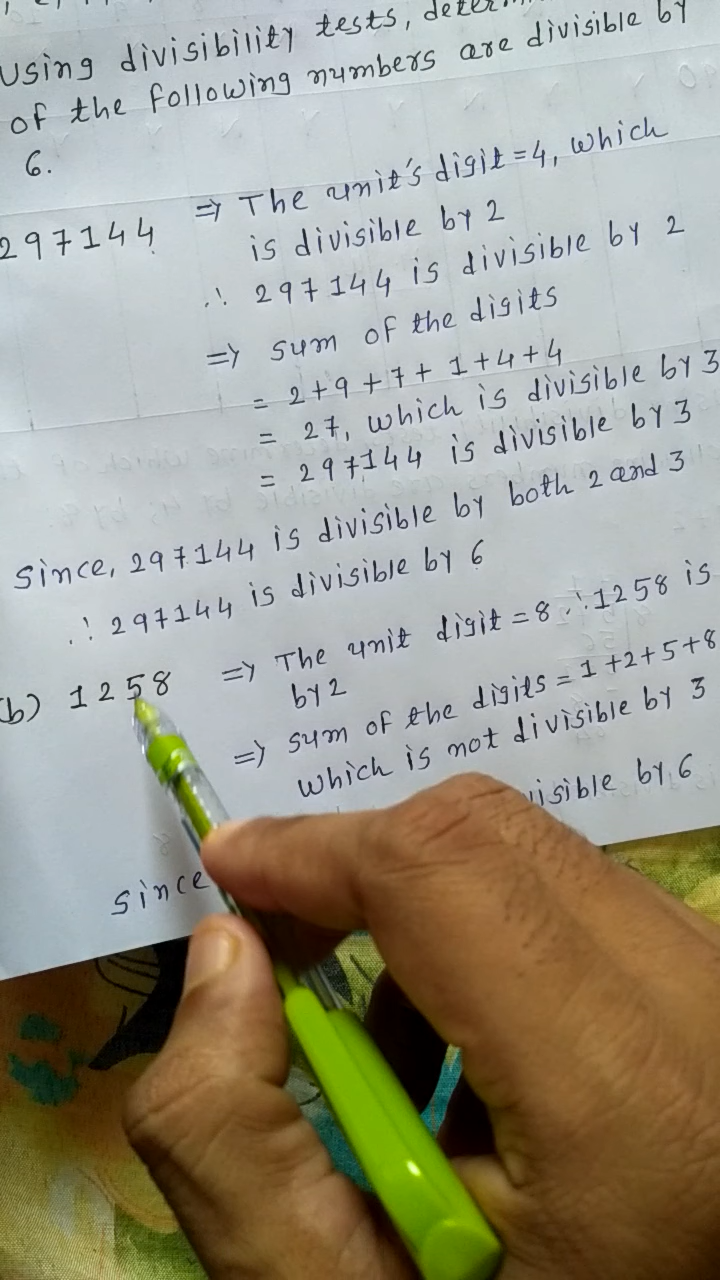 Using divisibility tests,
of the following numbers are divisible by
6.
297144 => The unit's digit = 4, which
is divisible by 2
∴ 297144 is divisible by 2
=> sum of the digits
= 2+9+7+1+4+4
= 27, which is divisible by 3
= 297144 is divisible by 3
Since, 297144 is divisible by both 2 and 3
∴ 297144 is divisible by 6
(b) 1258 => The unit digit = 8 ∴ 1258 is
by 2
=> sum of the digits = 1+2+5+8
which is not divisible by 3
since by 6